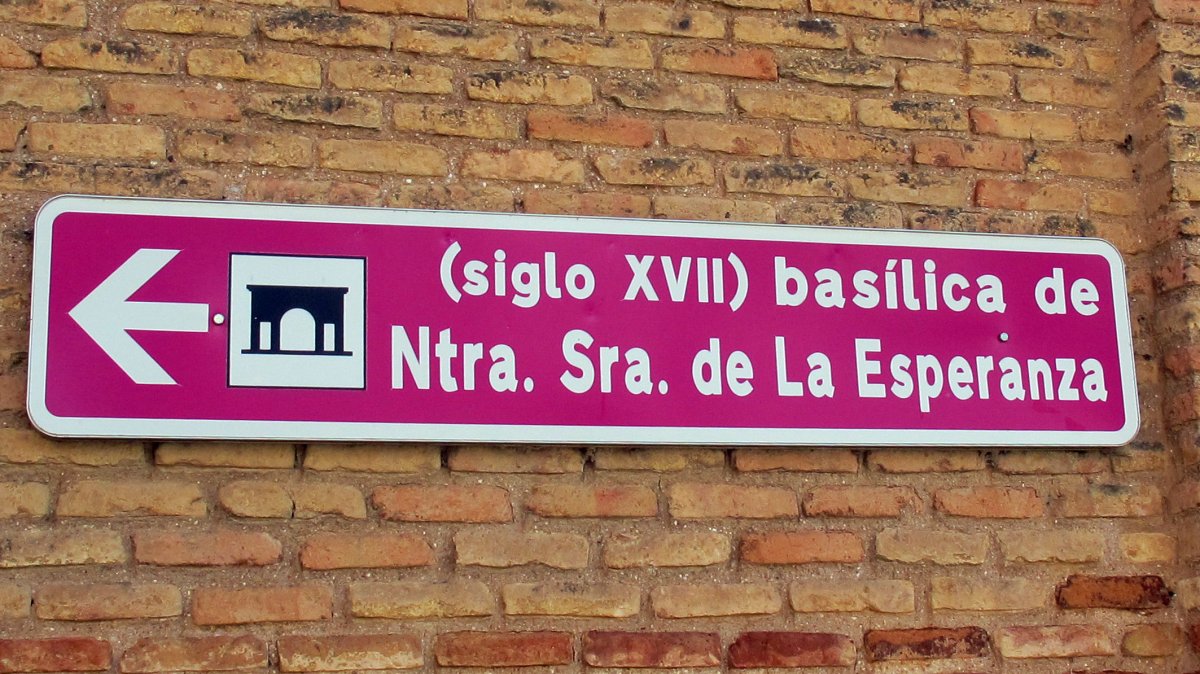 (siglo XVII) basílica de
Ntra. Sra. de La Esperanza